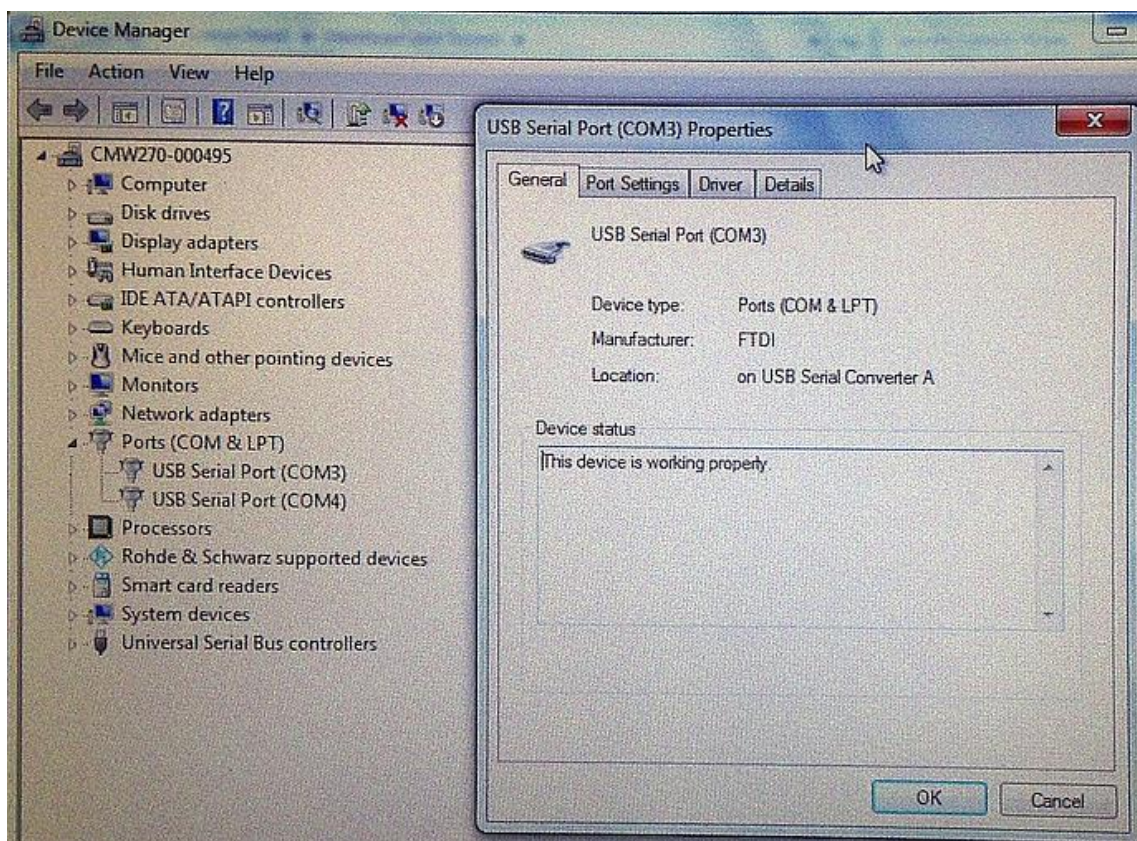 Device Manager
File Action View Help
CMW270-000495
Computer
Disk drives
Display adapters
Human Interface Devices
IDE ATA/ATAPI controllers
Keyboards
Mice and other pointing devices
Monitors
Network adapters
Ports (COM & LPT)
USB Serial Port (COM3)
USB Serial Port (COM4)
Processors
Rohde & Schwarz supported devices
Smart card readers
System devices
Universal Serial Bus controllers
USB Serial Port (COM3) Properties
General Port Settings Driver Details
USB Serial Port (COM3)
Device type: Ports (COM & LPT)
Manufacturer: FTDI
Location: on USB Serial Converter A
Device status
This device is working properly.
OK Cancel